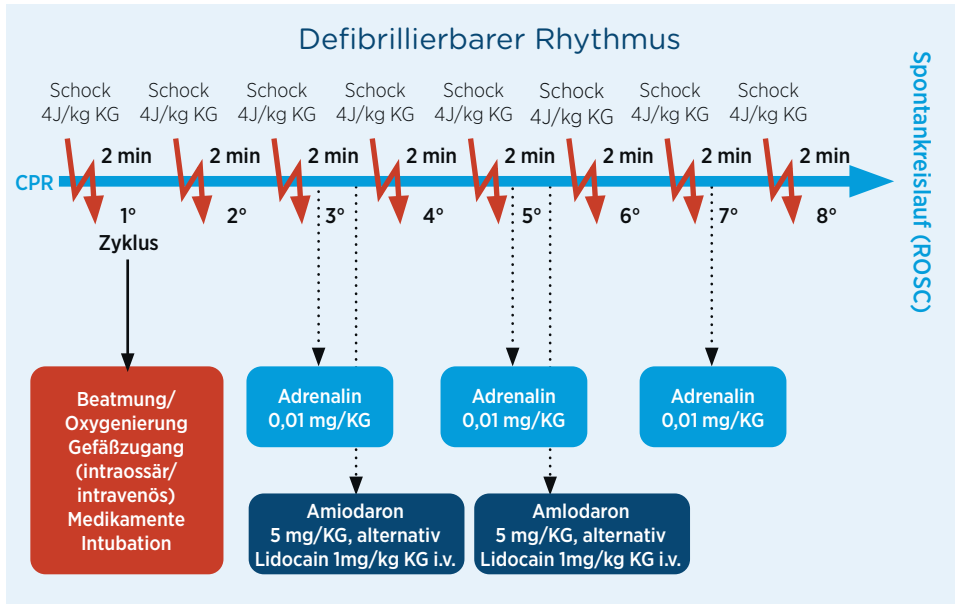 Defibrillierbarer Rhythmus
Schock
4J/kg KG
Schock
4J/kg KG
Schock
4J/kg KG
Schock
4J/kg KG
Schock
4J/kg KG
Schock
4J/kg KG
Schock
4J/kg KG
Schock
4J/kg KG
2 min
2 min
2 min
2 min
2 min
2 min
2 min
2 min
CPR
1°
Zyklus
2°
3°
4°
5°
6°
7°
8°
Spontankreislauf (ROSC)
Beatmung/
Oxygenierung
Gefäßzugang
(intraossär/
intravenös)
Medikamente
Intubation
Adrenalin
0,01 mg/KG
Adrenalin
0,01 mg/KG
Adrenalin
0,01 mg/KG
Amiodaron
5 mg/KG, alternativ
Lidocain 1mg/kg KG i.v.
Amlodaron
5 mg/KG, alternativ
Lidocain 1mg/kg KG i.v.